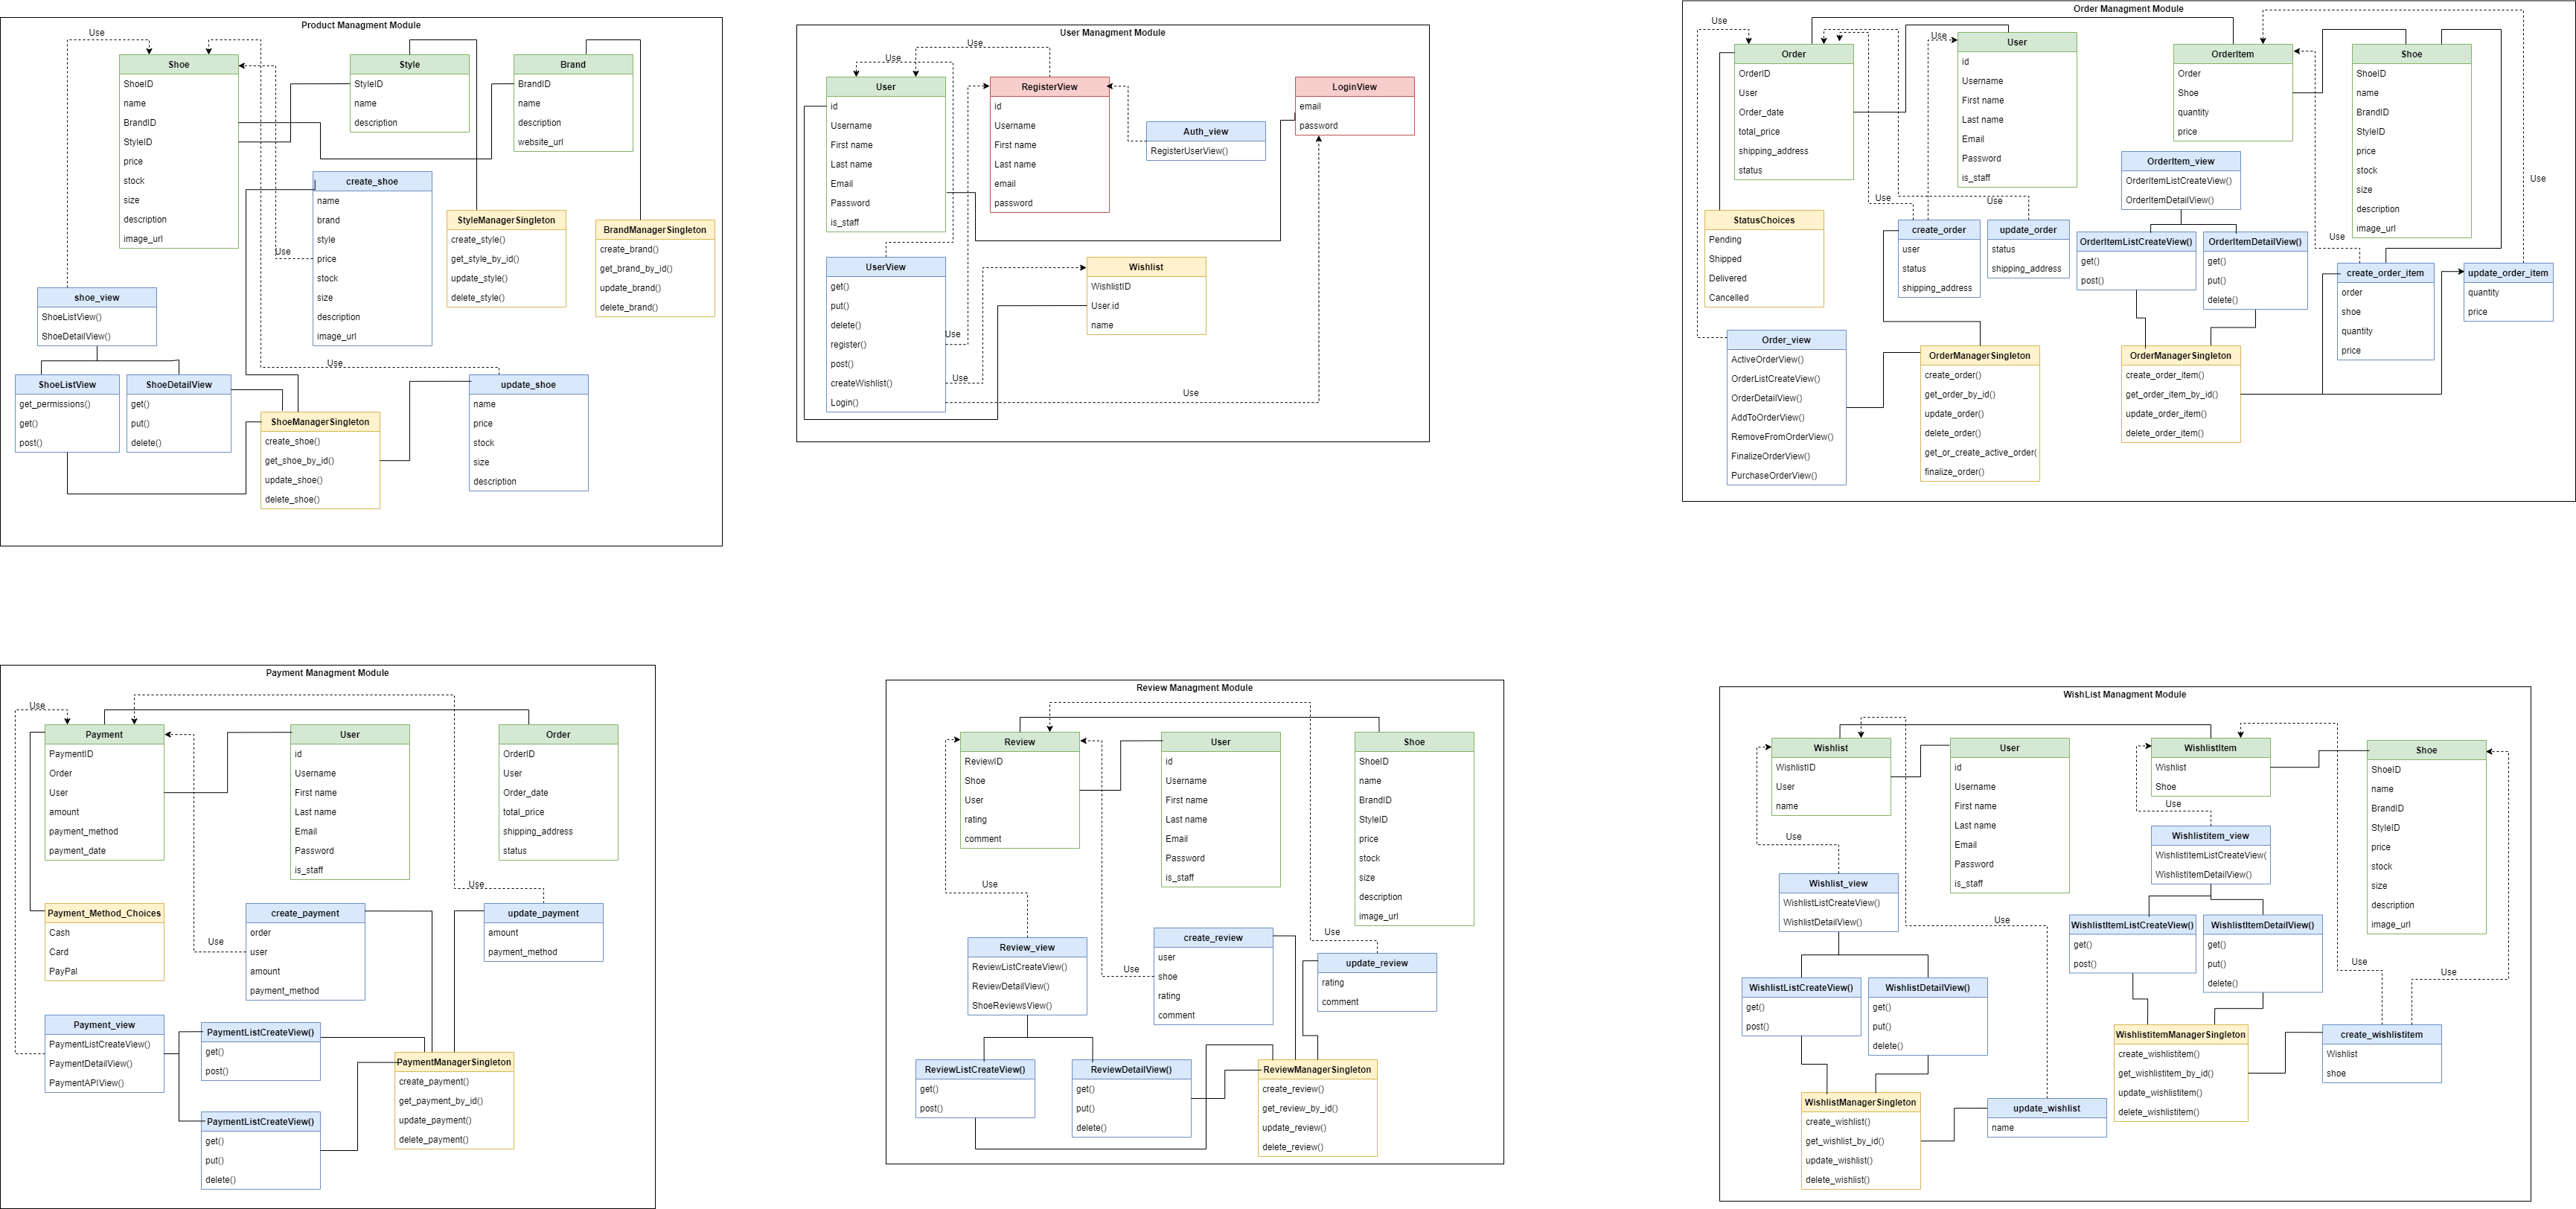 Product Managment Module
Use
Shoe
ShoeID
name
BrandID
StyleID
price
stock
size
description
image_url
Style
StyleID
name
description
Brand
BrandID
name
description
website_url
create_shoe
name
brand
style
price
stock
size
description
image_url
Use
StyleManagerSingleton
create_style()
get_style_by_id()
update_style()
delete_style()
BrandManagerSingleton
create_brand()
get_brand_by_id()
update_brand()
delete_brand()
shoe_view
ShoeListView()
ShoeDetailView()
Use
ShoeListView
get_permissions()
get()
post()
ShoeDetailView
get()
put()
delete()
ShoeManagerSingleton
create_shoe()
get_shoe_by_id()
update_shoe()
delete_shoe()
update_shoe
name
price
stock
size
description
User Managment Module
Use
Use
User
id
Username
First name
Last name
Email
Password
is_staff
RegisterView
id
Username
First name
Last name
email
password
Auth_view
RegisterUserView()
LoginView
email
password
UserView
get()
put()
delete()
register()
post()
createWishlist()
Login()
Use
Use
Use
Wishlist
WishlistID
User.id
name
Order Managment Module
Use
Order
OrderID
User
Order_date
total_price
shipping_address
status
Use
User
id
Username
First name
Last name
Email
Password
is_staff
OrderItem
Order
Shoe
quantity
price
Shoe
ShoeID
name
BrandID
StyleID
price
stock
size
description
image_url
Use
OrderItem_view
OrderItemListCreateView()
OrderItemDetailView()
Use
Use
StatusChoices
Pending
Shipped
Delivered
Cancelled
create_order
user
status
shipping_address
update_order
status
shipping_address
OrderItemListCreateView()
get()
post()
OrderItemDetailView()
get()
put()
delete()
Use
create_order_item
order
shoe
quantity
price
update_order_item
quantity
price
Order_view
ActiveOrderView()
OrderListCreateView()
OrderDetailView()
AddToOrderView()
RemoveFromOrderView()
FinalizeOrderView()
PurchaseOrderView()
OrderManagerSingleton
create_order()
get_order_by_id()
update_order()
delete_order()
get_or_create_active_order(
finalize_order()
OrderManagerSingleton
create_order_item()
get_order_item_by_id()
update_order_item()
delete_order_item()
Payment Managment Module
Use
Payment
PaymentID
Order
User
amount
payment_method
payment_date
User
id
Username
First name
Last name
Email
Password
is_staff
Order
OrderID
User
Order_date
total_price
shipping_address
status
Use
Payment_Method_Choices
Cash
Card
PayPal
Use
create_payment
order
user
amount
payment_method
update_payment
amount
payment_method
Payment_view
PaymentListCreateView()
PaymentDetailView()
PaymentAPIView()
PaymentListCreateView()
get()
post()
PaymentListCreateView()
get()
put()
delete()
PaymentManagerSingleton
create_payment()
get_payment_by_id()
update_payment()
delete_payment()
Review Managment Module
Review
ReviewID
Shoe
User
rating
comment
User
id
Username
First name
Last name
Email
Password
is_staff
Shoe
ShoeID
name
BrandID
StyleID
price
stock
size
description
image_url
Use
Review_view
ReviewListCreateView()
ReviewDetailView()
ShoeReviewsView()
Use
create_review
user
shoe
rating
comment
Use
update_review
rating
comment
ReviewListCreateView()
get()
post()
ReviewDetailView()
get()
put()
delete()
ReviewManagerSingleton
create_review()
get_review_by_id()
update_review()
delete_review()
WishList Managment Module
Wishlist
WishlistID
User
name
User
id
Username
First name
Last name
Email
Password
is_staff
WishlistItem
Wishlist
Shoe
Shoe
ShoeID
name
BrandID
StyleID
price
stock
size
description
image_url
Use
Use
Wishlistitem_view
WishlistItemListCreateView(
WishlistItemDetailView()
Wishlist_view
WishlistListCreateView()
WishlistDetailView()
Use
WishlistItemListCreateView()
get()
post()
WishlistItemDetailView()
get()
put()
delete()
Use
Use
WishlistListCreateView()
get()
post()
WishlistDetailView()
get()
put()
delete()
WishlistitemManagerSingleton
create_wishlistitem()
get_wishlistitem_by_id()
update_wishlistitem()
delete_wishlistitem()
create_wishlistitem
Wishlist
shoe
WishlistManagerSingleton
create_wishlist()
get_wishlist_by_id()
update_wishlist()
delete_wishlist()
update_wishlist
name